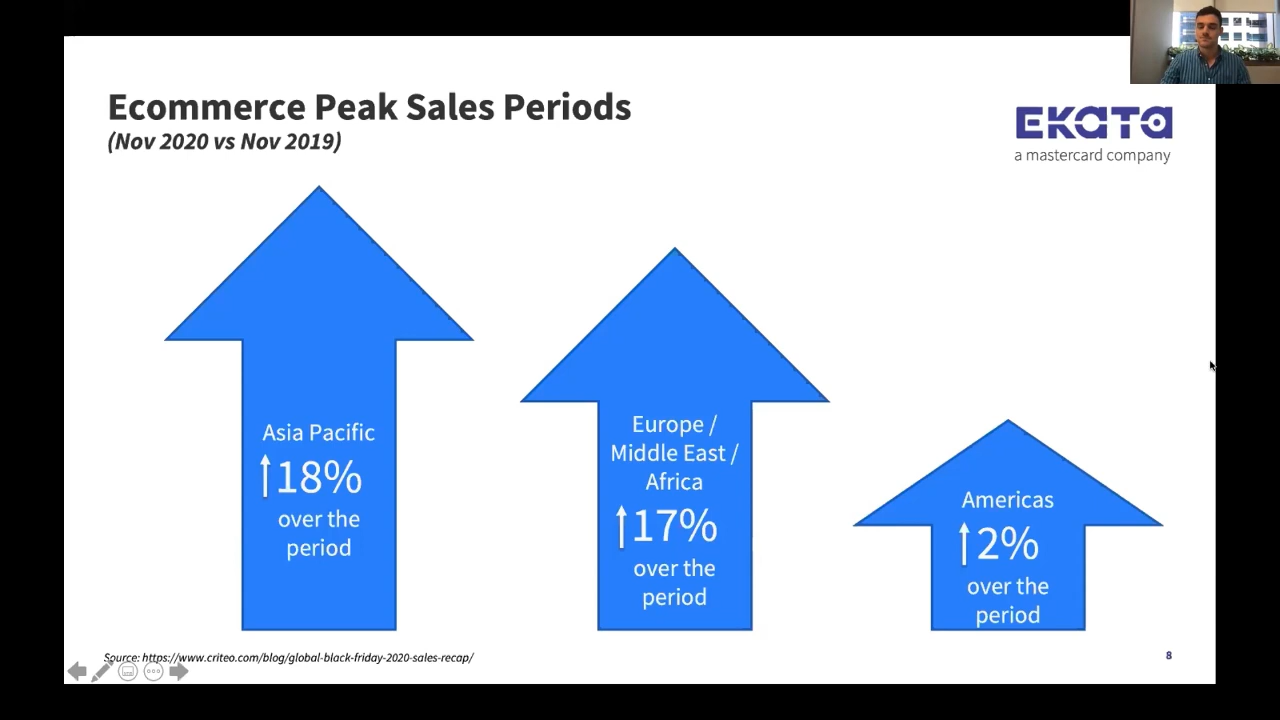 Ecommerce Peak Sales Periods
(Nov 2020 vs Nov 2019)
EKATA
a mastercard company
Asia Pacific
↑18%
over the
period
Europe /
Middle East /
Africa
↑17%
over the
period
Americas
↑2%
over the
period
Source: https://www.criteo.com/blog/global-black-friday-2020-sales-recap/
8